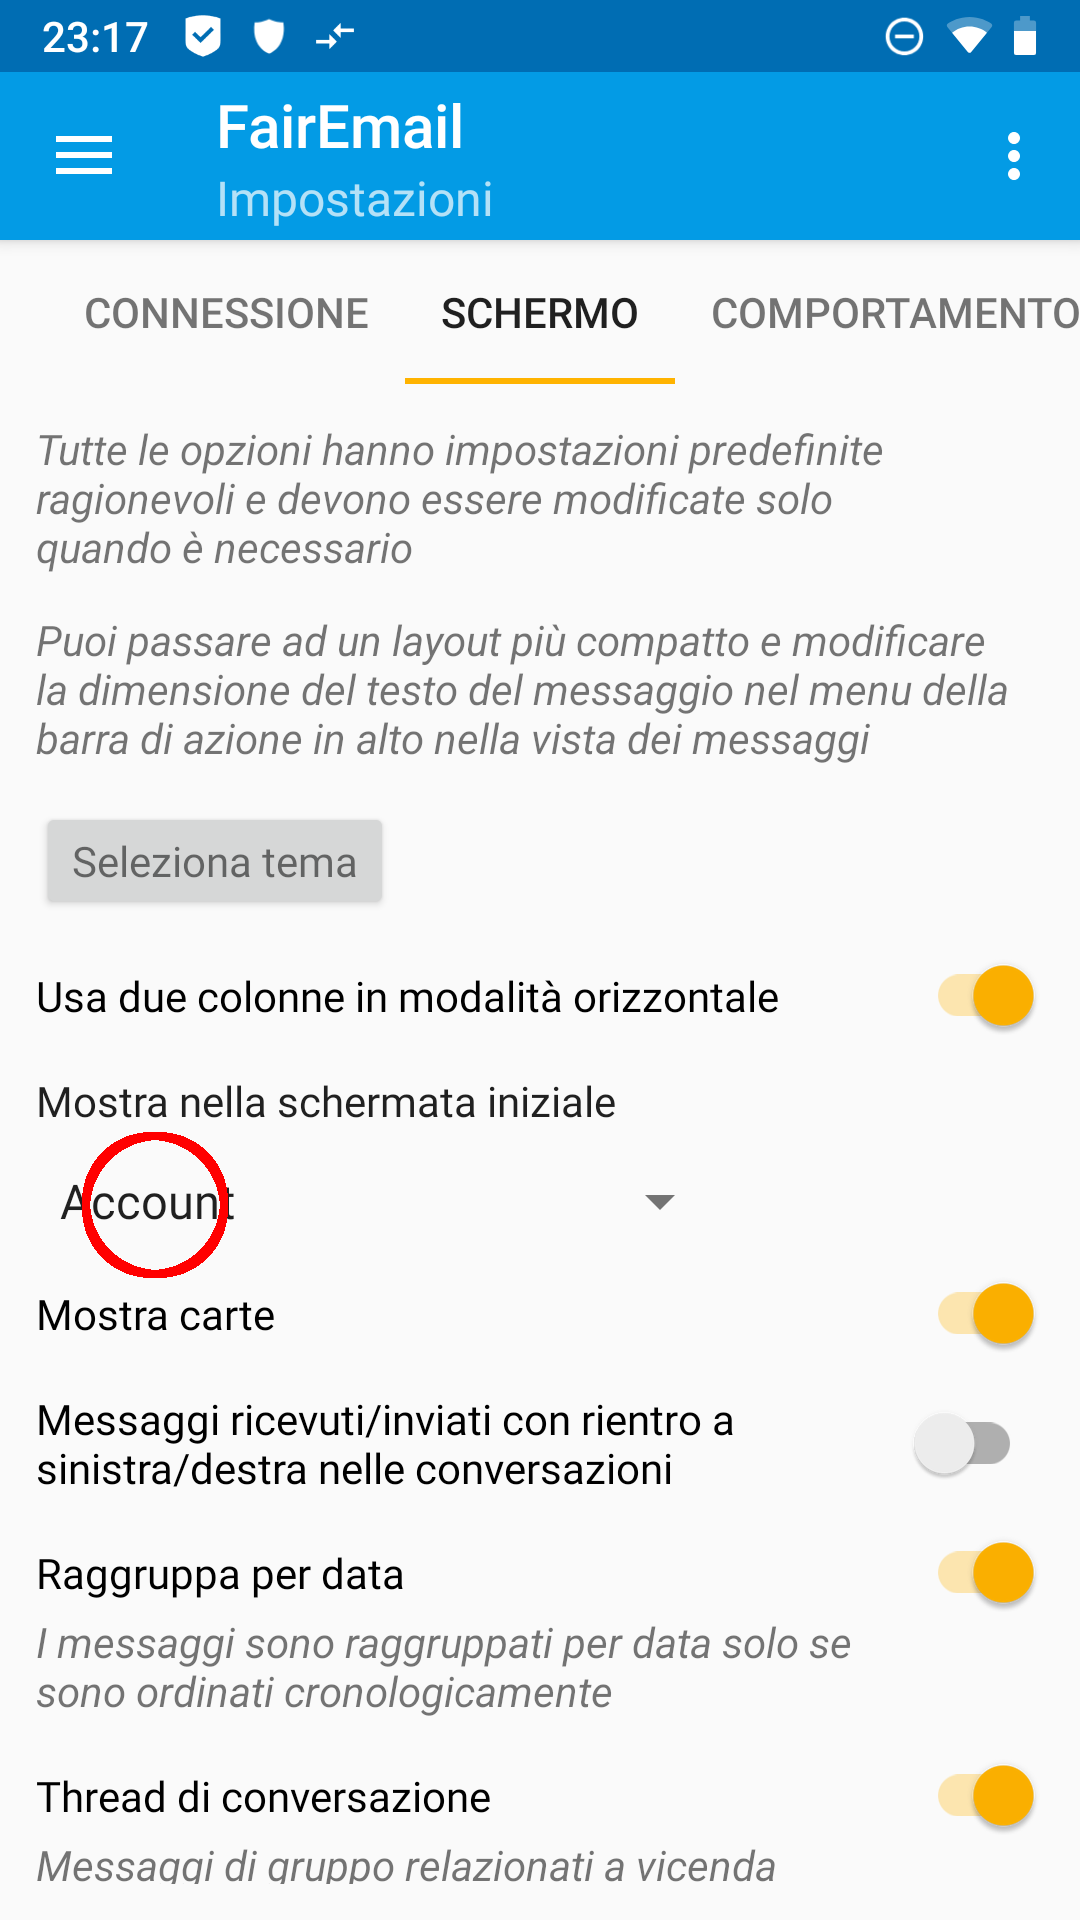 23:17
FairEmail
Impostazioni
CONNESSIONE SCHERMO COMPORTAMENTO
Tutte le opzioni hanno impostazioni predefinite
ragionevoli e devono essere modificate solo
quando è necessario
Puoi passare ad un layout più compatto e modificare
la dimensione del testo del messaggio nel menu della
barra di azione in alto nella vista dei messaggi
Seleziona tema
Usa due colonne in modalità orizzontale
Mostra nella schermata iniziale
Account
Mostra carte
Messaggi ricevuti/inviati con rientro a
sinistra/destra nelle conversazioni
Raggruppa per data
I messaggi sono raggruppati per data solo se
sono ordinati cronologicamente
Thread di conversazione
Messaggi di gruppo relazionati a vicenda